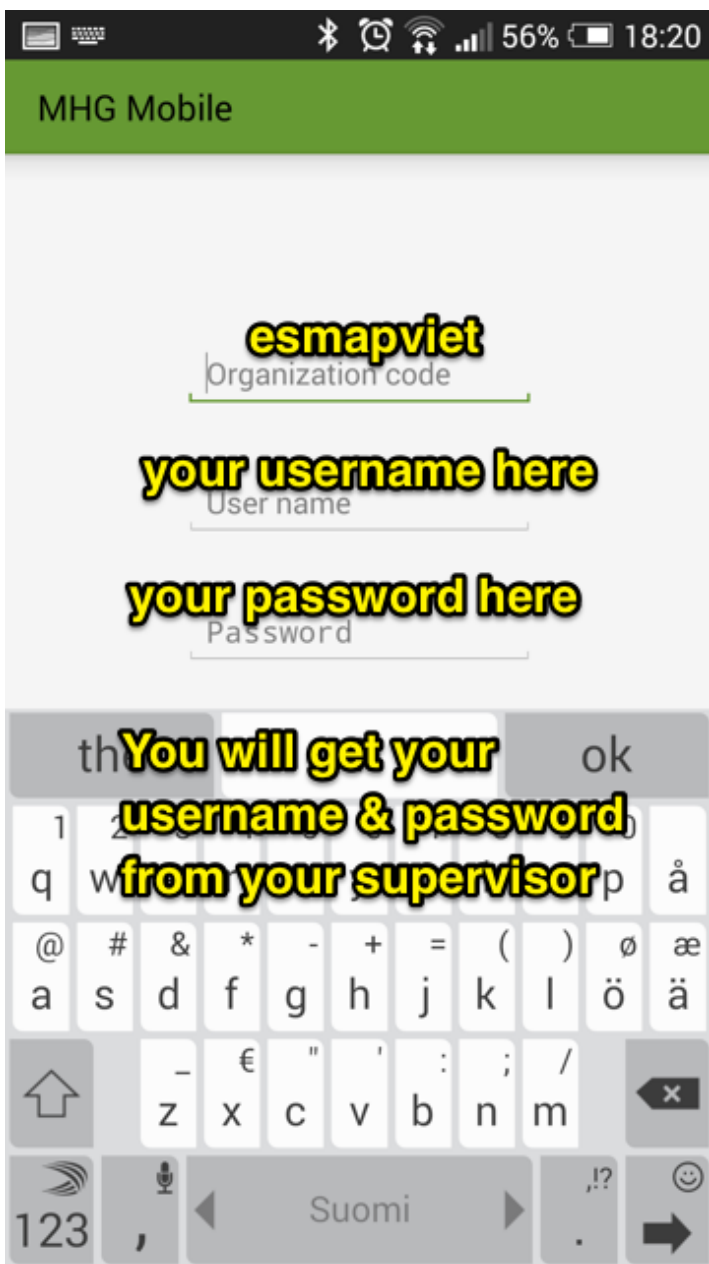 56% 18:20
MHG Mobile
esmapviet
Organization code
your username here
User name
your password here
Password
You will get your
ok
username & password
from your supervisor
1
q w p å
@ # & * - + = ( ) ø æ
a s d f g h j k l ö ä
_ € " ' : ; /
z x c v b n m
,!?
123 , Suomi .